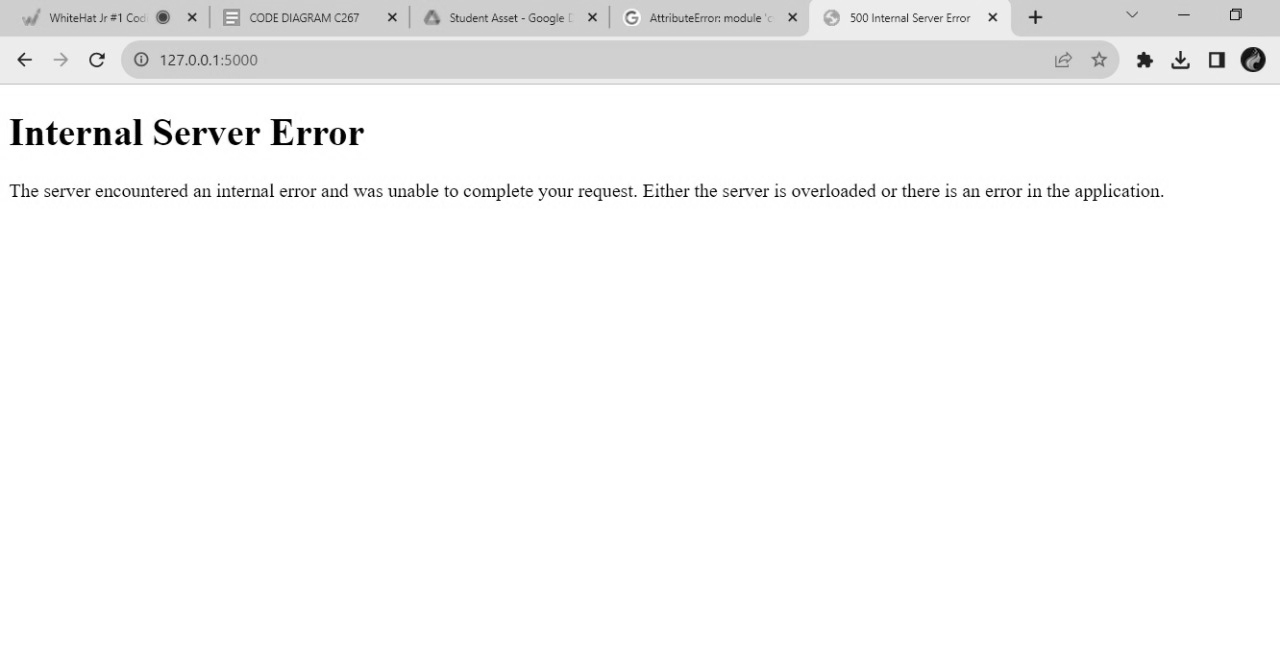 WhiteHat Jr #1 Cod
CODE DIAGRAM C267
Student Asset - Google
AttributeError: module '
500 Internal Server Error
127.0.0.1:5000
Internal Server Error
The server encountered an internal error and was unable to complete your request. Either the server is overloaded or there is an error in the application.